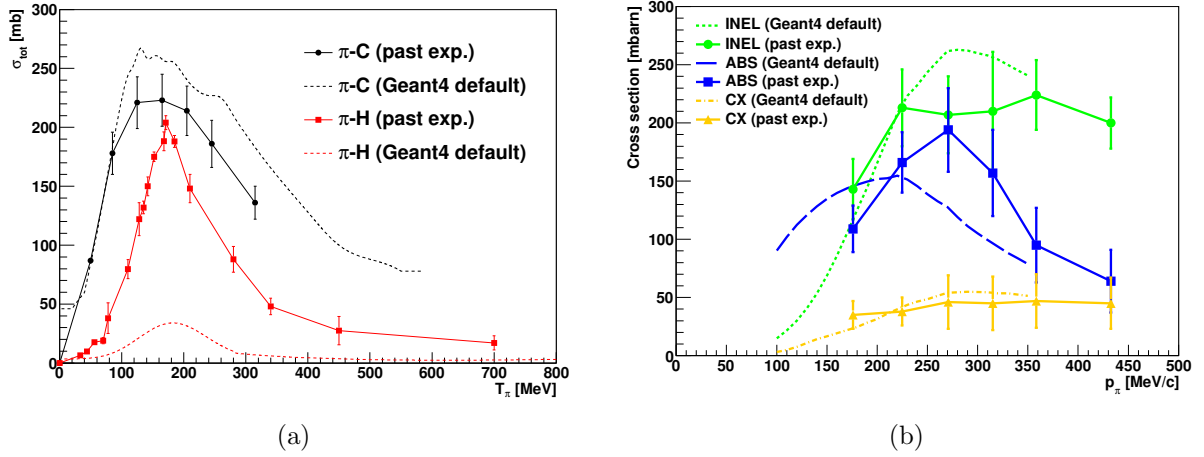 σtot [mb]
300
250
200
150
100
50
0
0 100 200 300 400 500 600 700 800
Tπ [MeV]
π-C (past exp.)
π-C (Geant4 default)
π-H (past exp.)
π-H (Geant4 default)
(a)
Cross section [mbarn]
300
250
200
150
100
50
0
0 50 100 150 200 250 300 350 400 450 500
pπ [MeV/c]
INEL (Geant4 default)
INEL (past exp.)
ABS (Geant4 default)
ABS (past exp.)
CX (Geant4 default)
CX (past exp.)
(b)